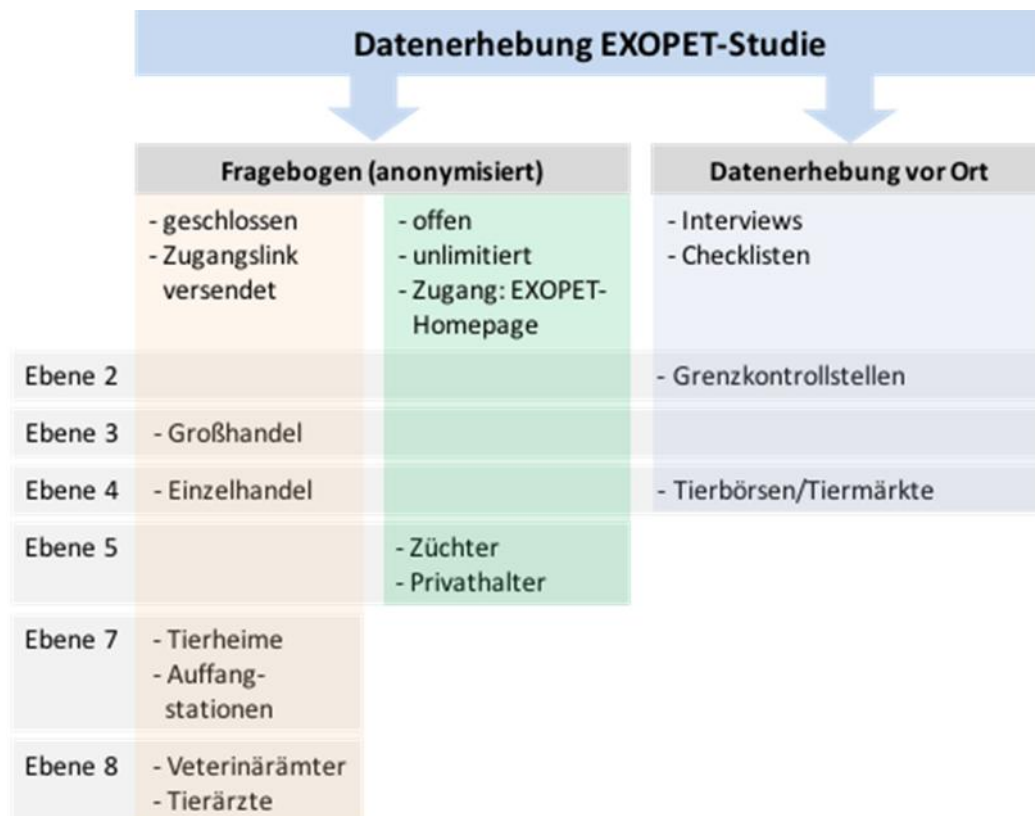 Datenerhebung EXOPET-Studie
Fragebogen (anonymisiert)
Datenerhebung vor Ort
- geschlossen
- Zugangslink
versendet
- offen
- unlimitiert
- Zugang: EXOPET-
Homepage
- Interviews
- Checklisten
Ebene 2
- Grenzkontrollstellen
Ebene 3
- Großhandel
Ebene 4
- Einzelhandel
- Tierbörsen/Tiermärkte
Ebene 5
- Züchter
- Privathalter
Ebene 7
- Tierheime
- Auffang-
stationen
Ebene 8
- Veterinärämter
- Tierärzte